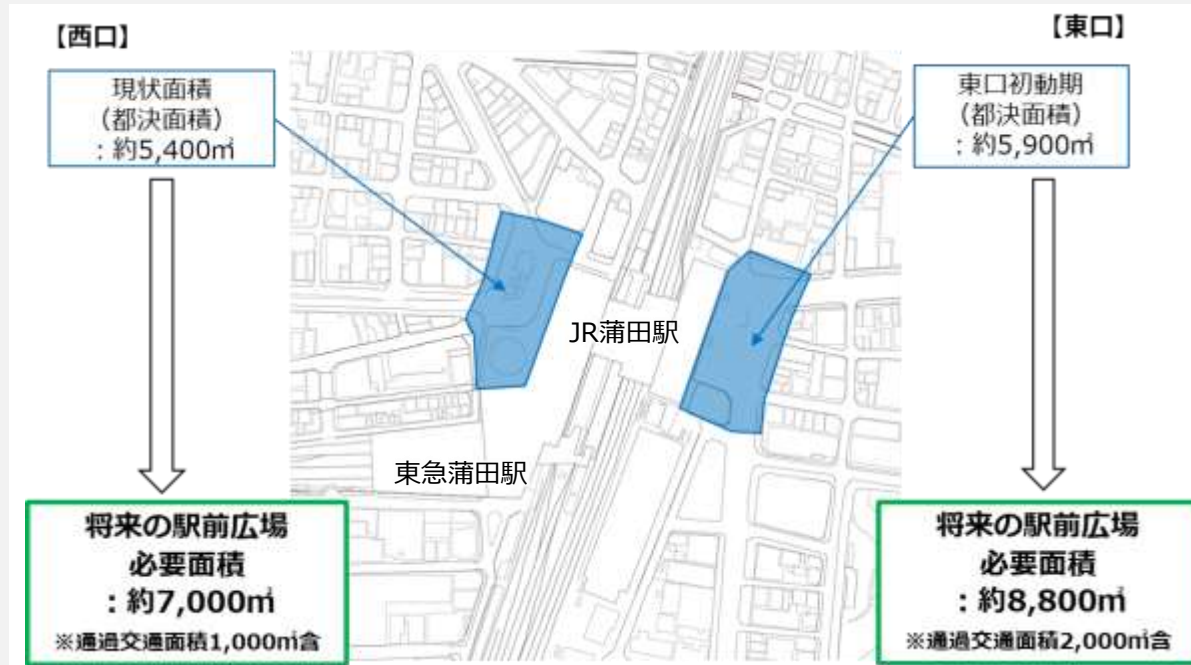 【西口】
現状面積
(都決面積)
：約5,400㎡
将来の駅前広場
必要面積
：約7,000㎡
※通過交通面積1,000㎡含
JR蒲田駅
東急蒲田駅
【東口】
東口初動期
(都決面積)
：約5,900㎡
将来の駅前広場
必要面積
：約8,800㎡
※通過交通面積2,000㎡含